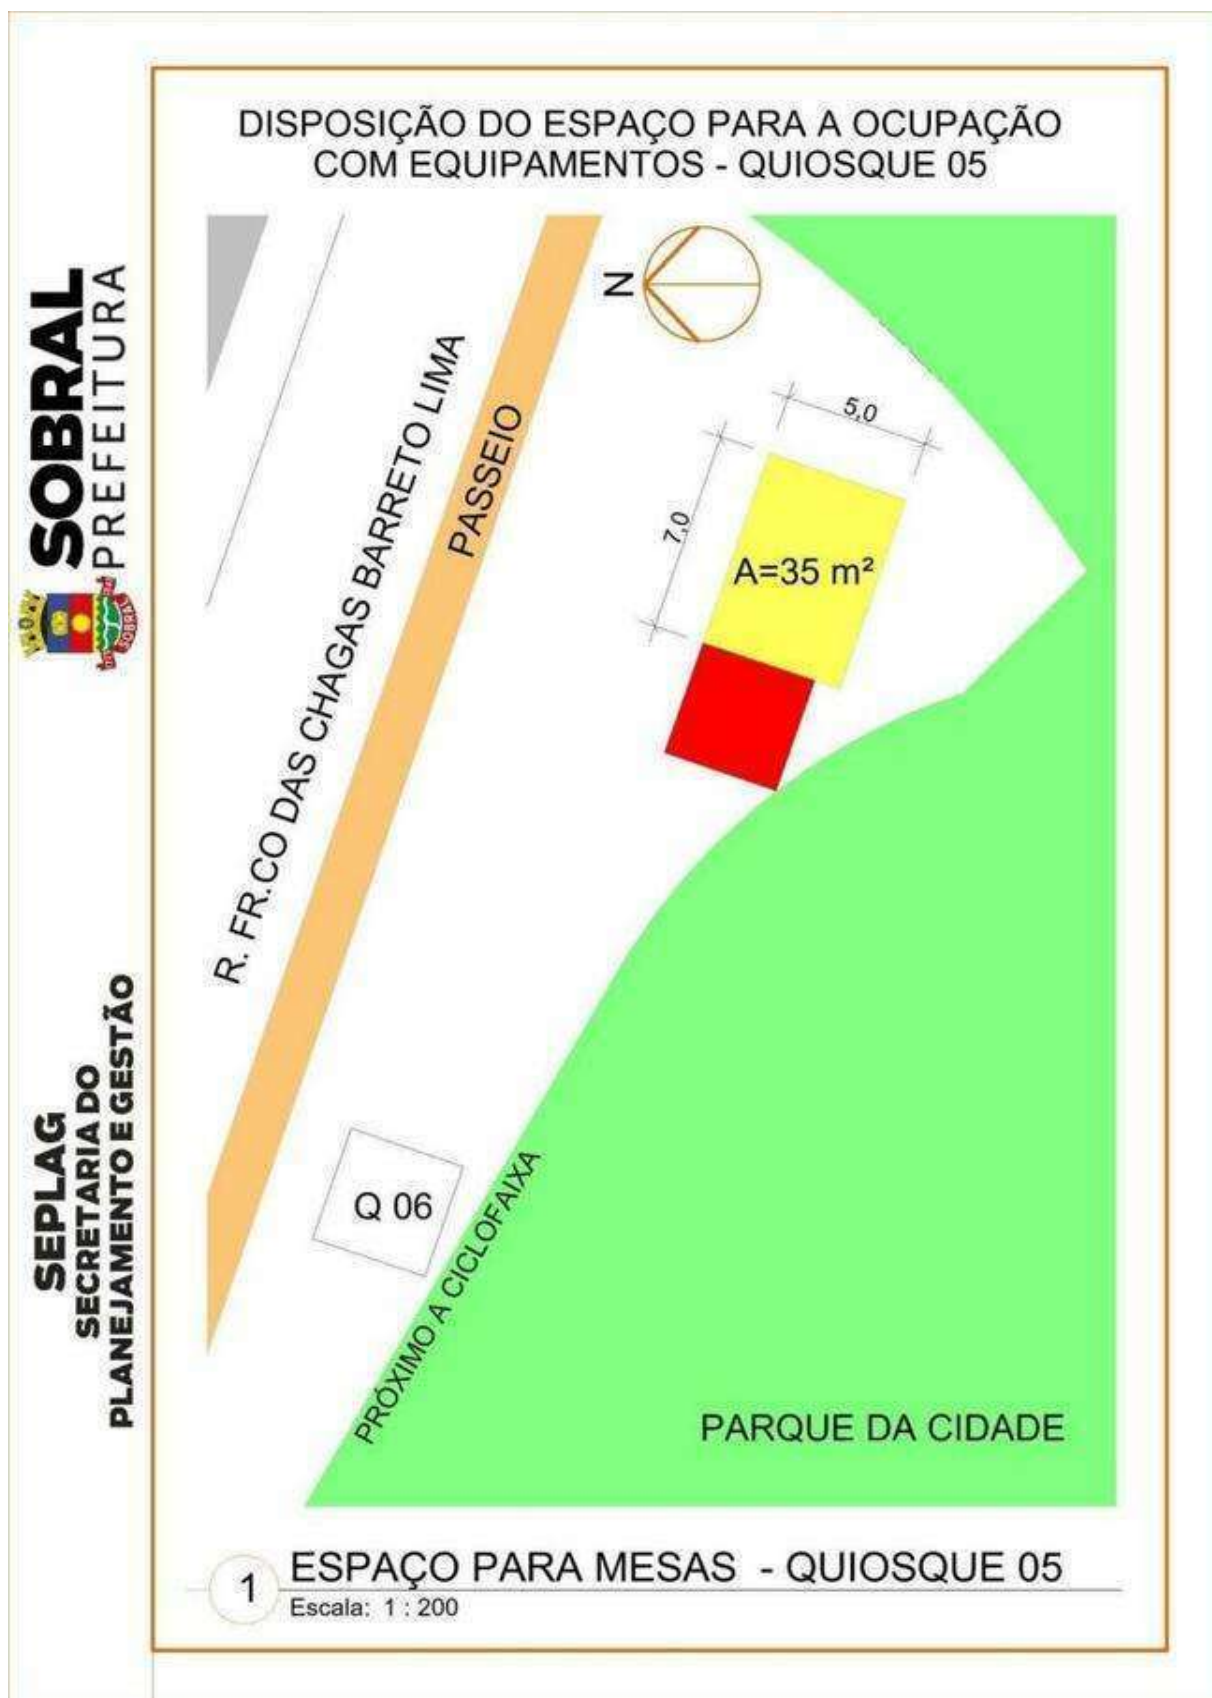 DISPOSIÇÃO DO ESPAÇO PARA A OCUPAÇÃO
COM EQUIPAMENTOS - QUIOSQUE 05
SOBRAL
PREFEITURA
SOBRAL
SEPLAG
SECRETARIA DO
PLANEJAMENTO E GESTÃO
N
R. FR.CO DAS CHAGAS BARRETO LIMA
PASSEIO
5,0
7,0
A=35 m²
Q 06
PRÓXIMO A CICLOFAIXA
PARQUE DA CIDADE
1
ESPAÇO PARA MESAS - QUIOSQUE 05
Escala: 1 : 200